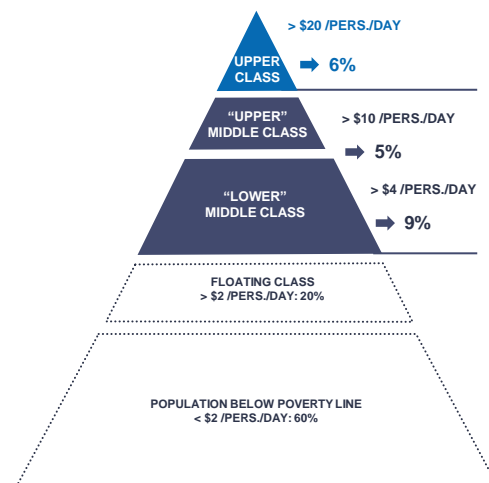 > $20 /PERS./DAY
UPPER
CLASS
6%
“UPPER”
MIDDLE CLASS
> $10 /PERS./DAY
5%
“LOWER”
MIDDLE CLASS
> $4 /PERS./DAY
9%
FLOATING CLASS
> $2 /PERS./DAY: 20%
POPULATION BELOW POVERTY LINE
< $2 /PERS./DAY: 60%